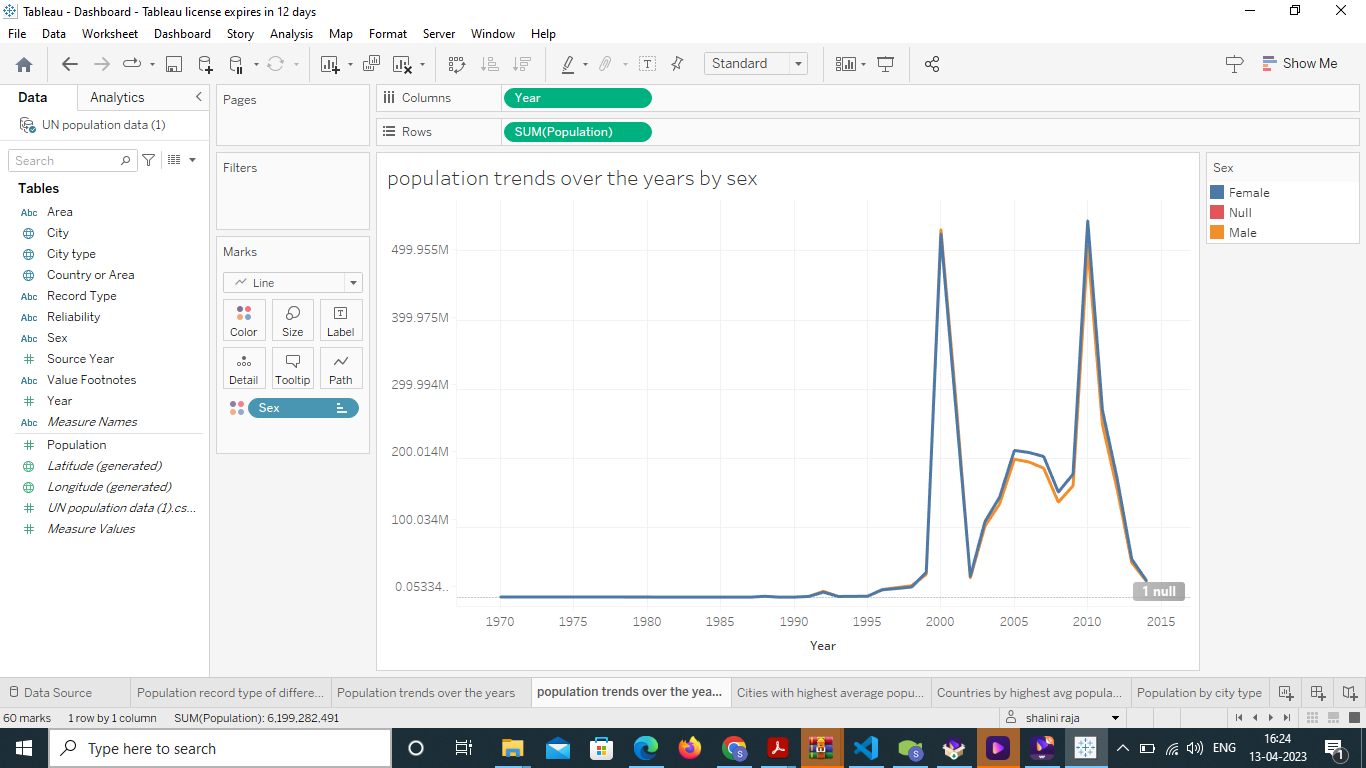 Tableau - Dashboard - Tableau license expires in 12 days
File Data Worksheet Dashboard Story Analysis Map Format Server Window Help
Standard
Show Me
Data Analytics
UN population data (1)
Search
Tables
Abc Area
City
City type
Country or Area
Abc Record Type
Abc Reliability
Abc Sex
Source Year
Abc Value Footnotes
Year
Abc Measure Names
Population
Latitude (generated)
Longitude (generated)
UN population data (1).cs...
Measure Values
Pages
Filters
Marks
Line
Color Size Label
Detail Tooltip Path
Sex
Columns Year
Rows SUM(Population)
population trends over the years by sex
499.955M
399.975M
299.994M
200.014M
100.034M
0.05334..
1 null
1970 1975 1980 1985 1990 1995 2000 2005 2010 2015
Year
Sex
Female
Null
Male
Data Source Population record type of differe... Population trends over the years population trends over the yea... Cities with highest average popu... Countries by highest avg popula... Population by city type
60 marks 1 row by 1 column SUM(Population): 6,199,282,491 shalini raja
Type here to search
S
S
ENG
16:24
13-04-2023
1